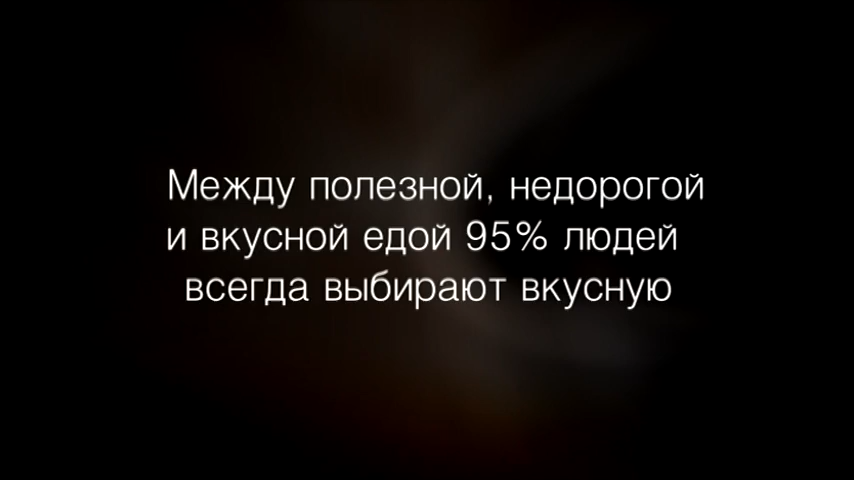 Между полезной, недорогой
и вкусной едой 95% людей
всегда выбирают вкусную